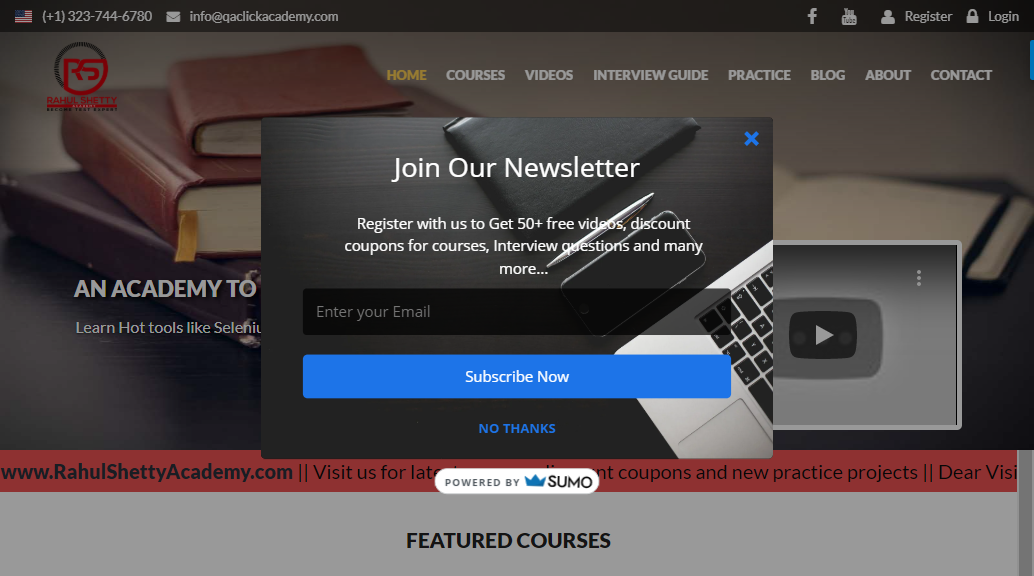 (+1) 323-744-6780 info@qaclickacademy.com Register Login
RAHUL SHETTY
HOME COURSES VIDEOS INTERVIEW GUIDE PRACTICE BLOG ABOUT CONTACT
Join Our Newsletter
Register with us to Get 50+ free videos, discount
coupons for courses, Interview questions and many
more...
AN ACADEMY TO
Learn Hot tools like Seleniu
Enter your Email
Subscribe Now
NO THANKS
www.RahulShettyAcademy.com || Visit us for late nt coupons and new practice projects || Dear Visi
POWERED BY SUMO
FEATURED COURSES